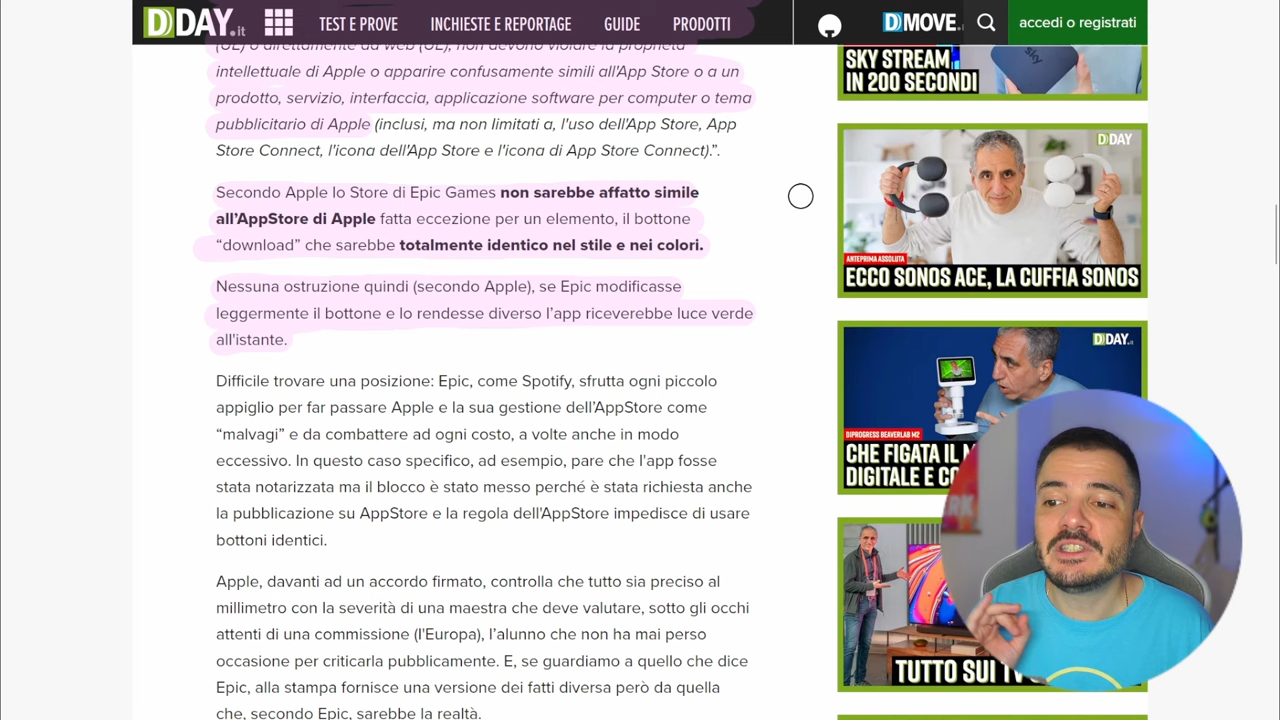 DDAY.it
TEST E PROVE
INCHIESTE E REPORTAGE
GUIDE
PRODOTTI
DMOVE.
accedi o registrati
(UE) o direttamente da web (UE), non devono violare la proprietà
intellettuale di Apple o apparire confusamente simili all'App Store o a un
prodotto, servizio, interfaccia, applicazione software per computer o tema
pubblicitario di Apple (inclusi, ma non limitati a, l'uso dell'App Store, App
Store Connect, l'icona dell'App Store e l'icona di App Store Connect).”.
Secondo Apple lo Store di Epic Games non sarebbe affatto simile
all’AppStore di Apple fatta eccezione per un elemento, il bottone
“download” che sarebbe totalmente identico nel stile e nei colori.
Nessuna ostruzione quindi (secondo Apple), se Epic modificasse
leggermente il bottone e lo rendesse diverso l’app riceverebbe luce verde
all'istante.
Difficile trovare una posizione: Epic, come Spotify, sfrutta ogni piccolo
appiglio per far passare Apple e la sua gestione dell’AppStore come
“malvagi” e da combattere ad ogni costo, a volte anche in modo
eccessivo. In questo caso specifico, ad esempio, pare che l'app fosse
stata notarizzata ma il blocco è stato messo perché è stata richiesta anche
la pubblicazione su AppStore e la regola dell'AppStore impedisce di usare
bottoni identici.
Apple, davanti ad un accordo firmato, controlla che tutto sia preciso al
millimetro con la severità di una maestra che deve valutare, sotto gli occhi
attenti di una commissione (l'Europa), l’alunno che non ha mai perso
occasione per criticarla pubblicamente. E, se guardiamo a quello che dice
Epic, alla stampa fornisce una versione dei fatti diversa però da quella
che, secondo Epic, sarebbe la realtà.
sky
SKY STREAM
IN 200 SECONDI
DDAY
ANTEPRIMA ASSOLUTA
ECCO SONOS ACE, LA CUFFIA SONOS
DDAY.it
DIPROGRESS BEAVERLAB M2
CHE FIGATA IL
DIGITALE E
TUTTO SUI